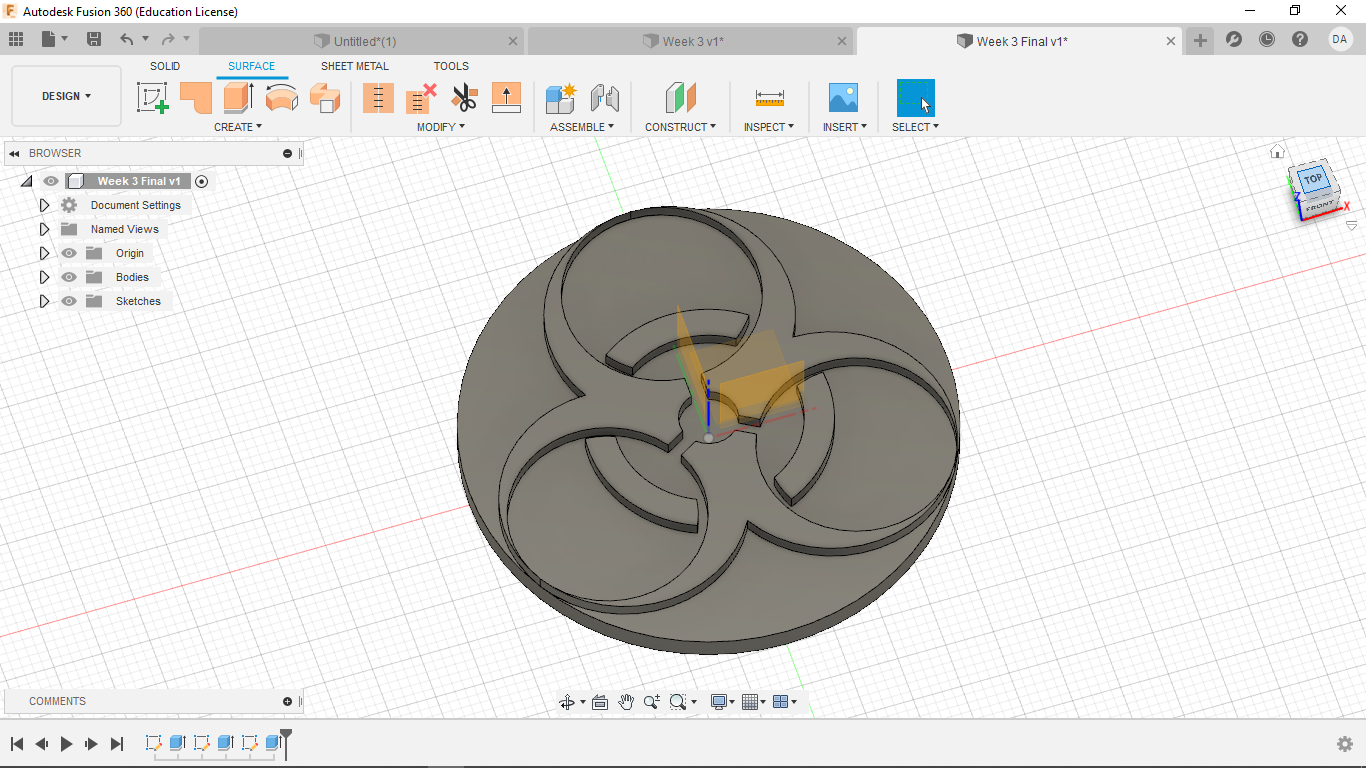 Autodesk Fusion 360 (Education License)
Untitled*(1)
Week 3 v1*
Week 3 Final v1*
DA
SOLID SURFACE SHEET METAL TOOLS
DESIGN
CREATE MODIFY ASSEMBLE CONSTRUCT INSPECT INSERT SELECT
BROWSER
Week 3 Final v1
Document Settings
Named Views
Origin
Bodies
Sketches
TOP
FRONT
Z
X
COMMENTS